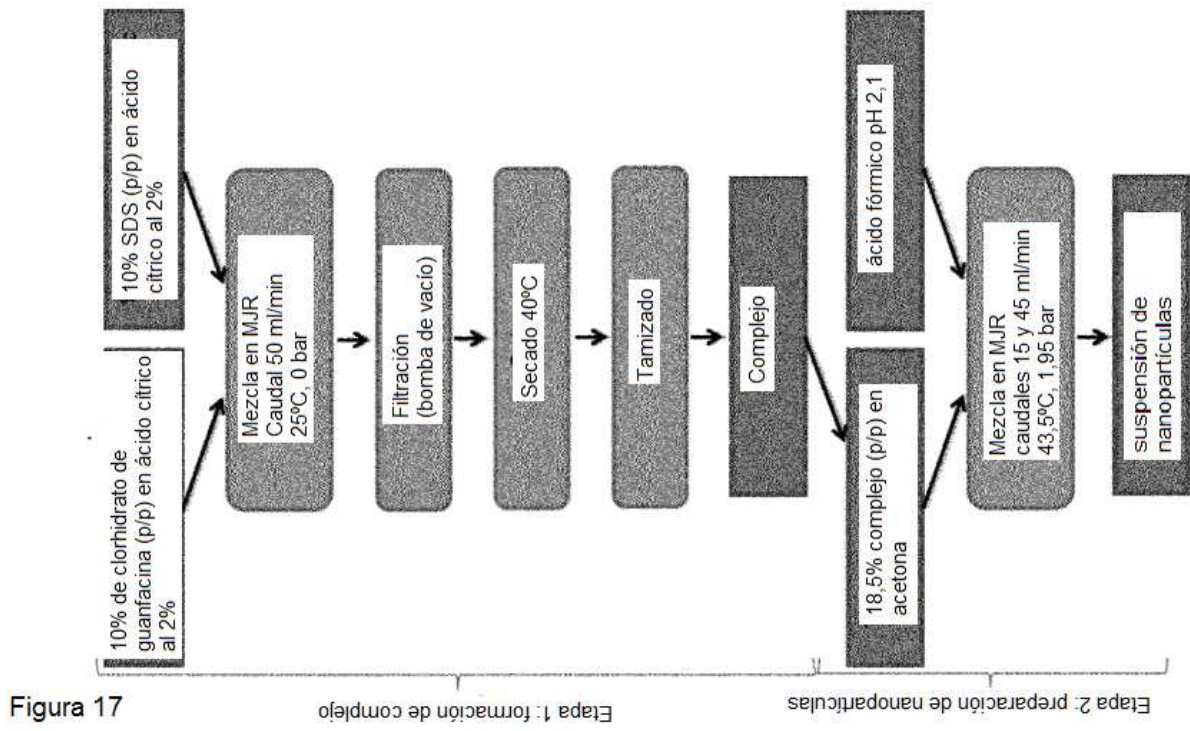 Figura 17
Etapa 1: formación de complejo
10% de clorhidrato de
guanfacina (p/p) en ácido cítrico
al 2%
10% SDS (p/p) en ácido
cítrico al 2%
Mezcla en MJR
Caudal 50 ml/min
25ºC, 0 bar
Filtración
(bomba de vacío)
Secado 40ºC
Tamizado
Complejo
Etapa 2: preparación de nanopartículas
18,5% complejo (p/p) en
acetona
ácido fórmico pH 2,1
Mezcla en MJR
caudales 15 y 45 ml/min
43,5ºC, 1,95 bar
suspensión de
nanopartículas